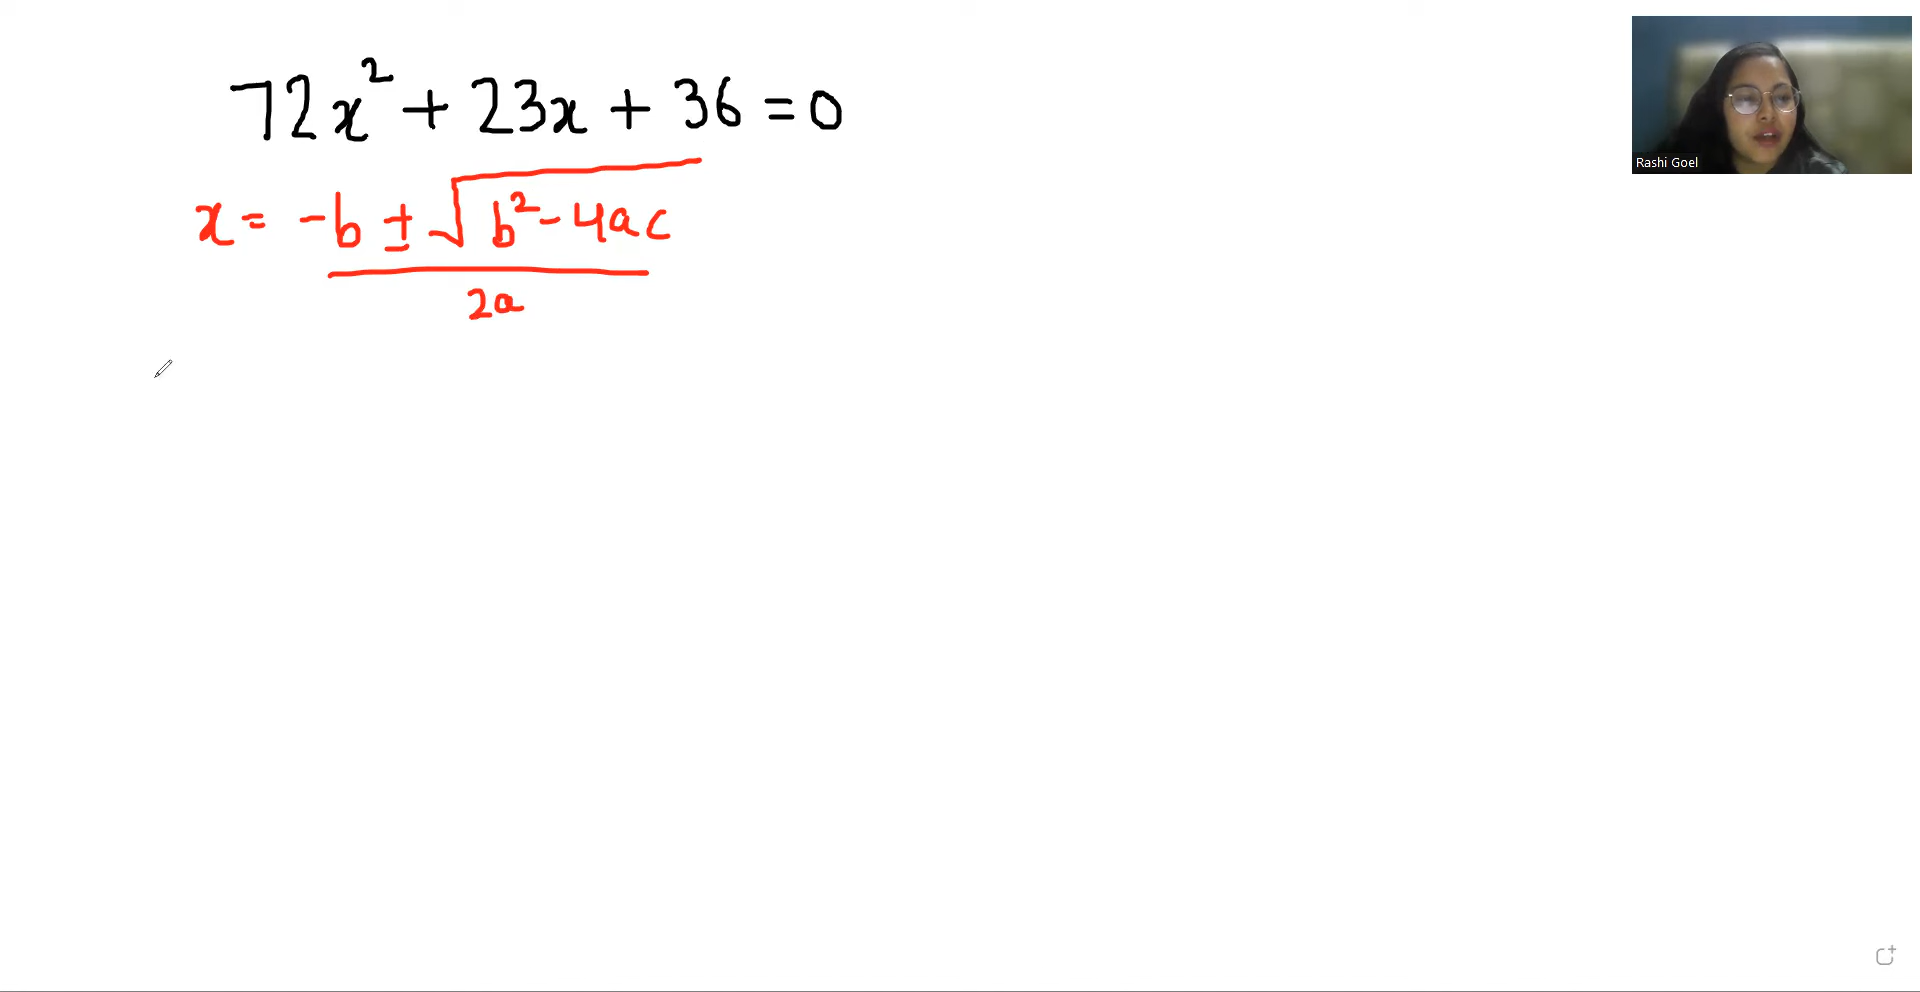 72x² + 23x + 36 = 0
x = -b ± √b² - 4ac
2a
Rashi Goel